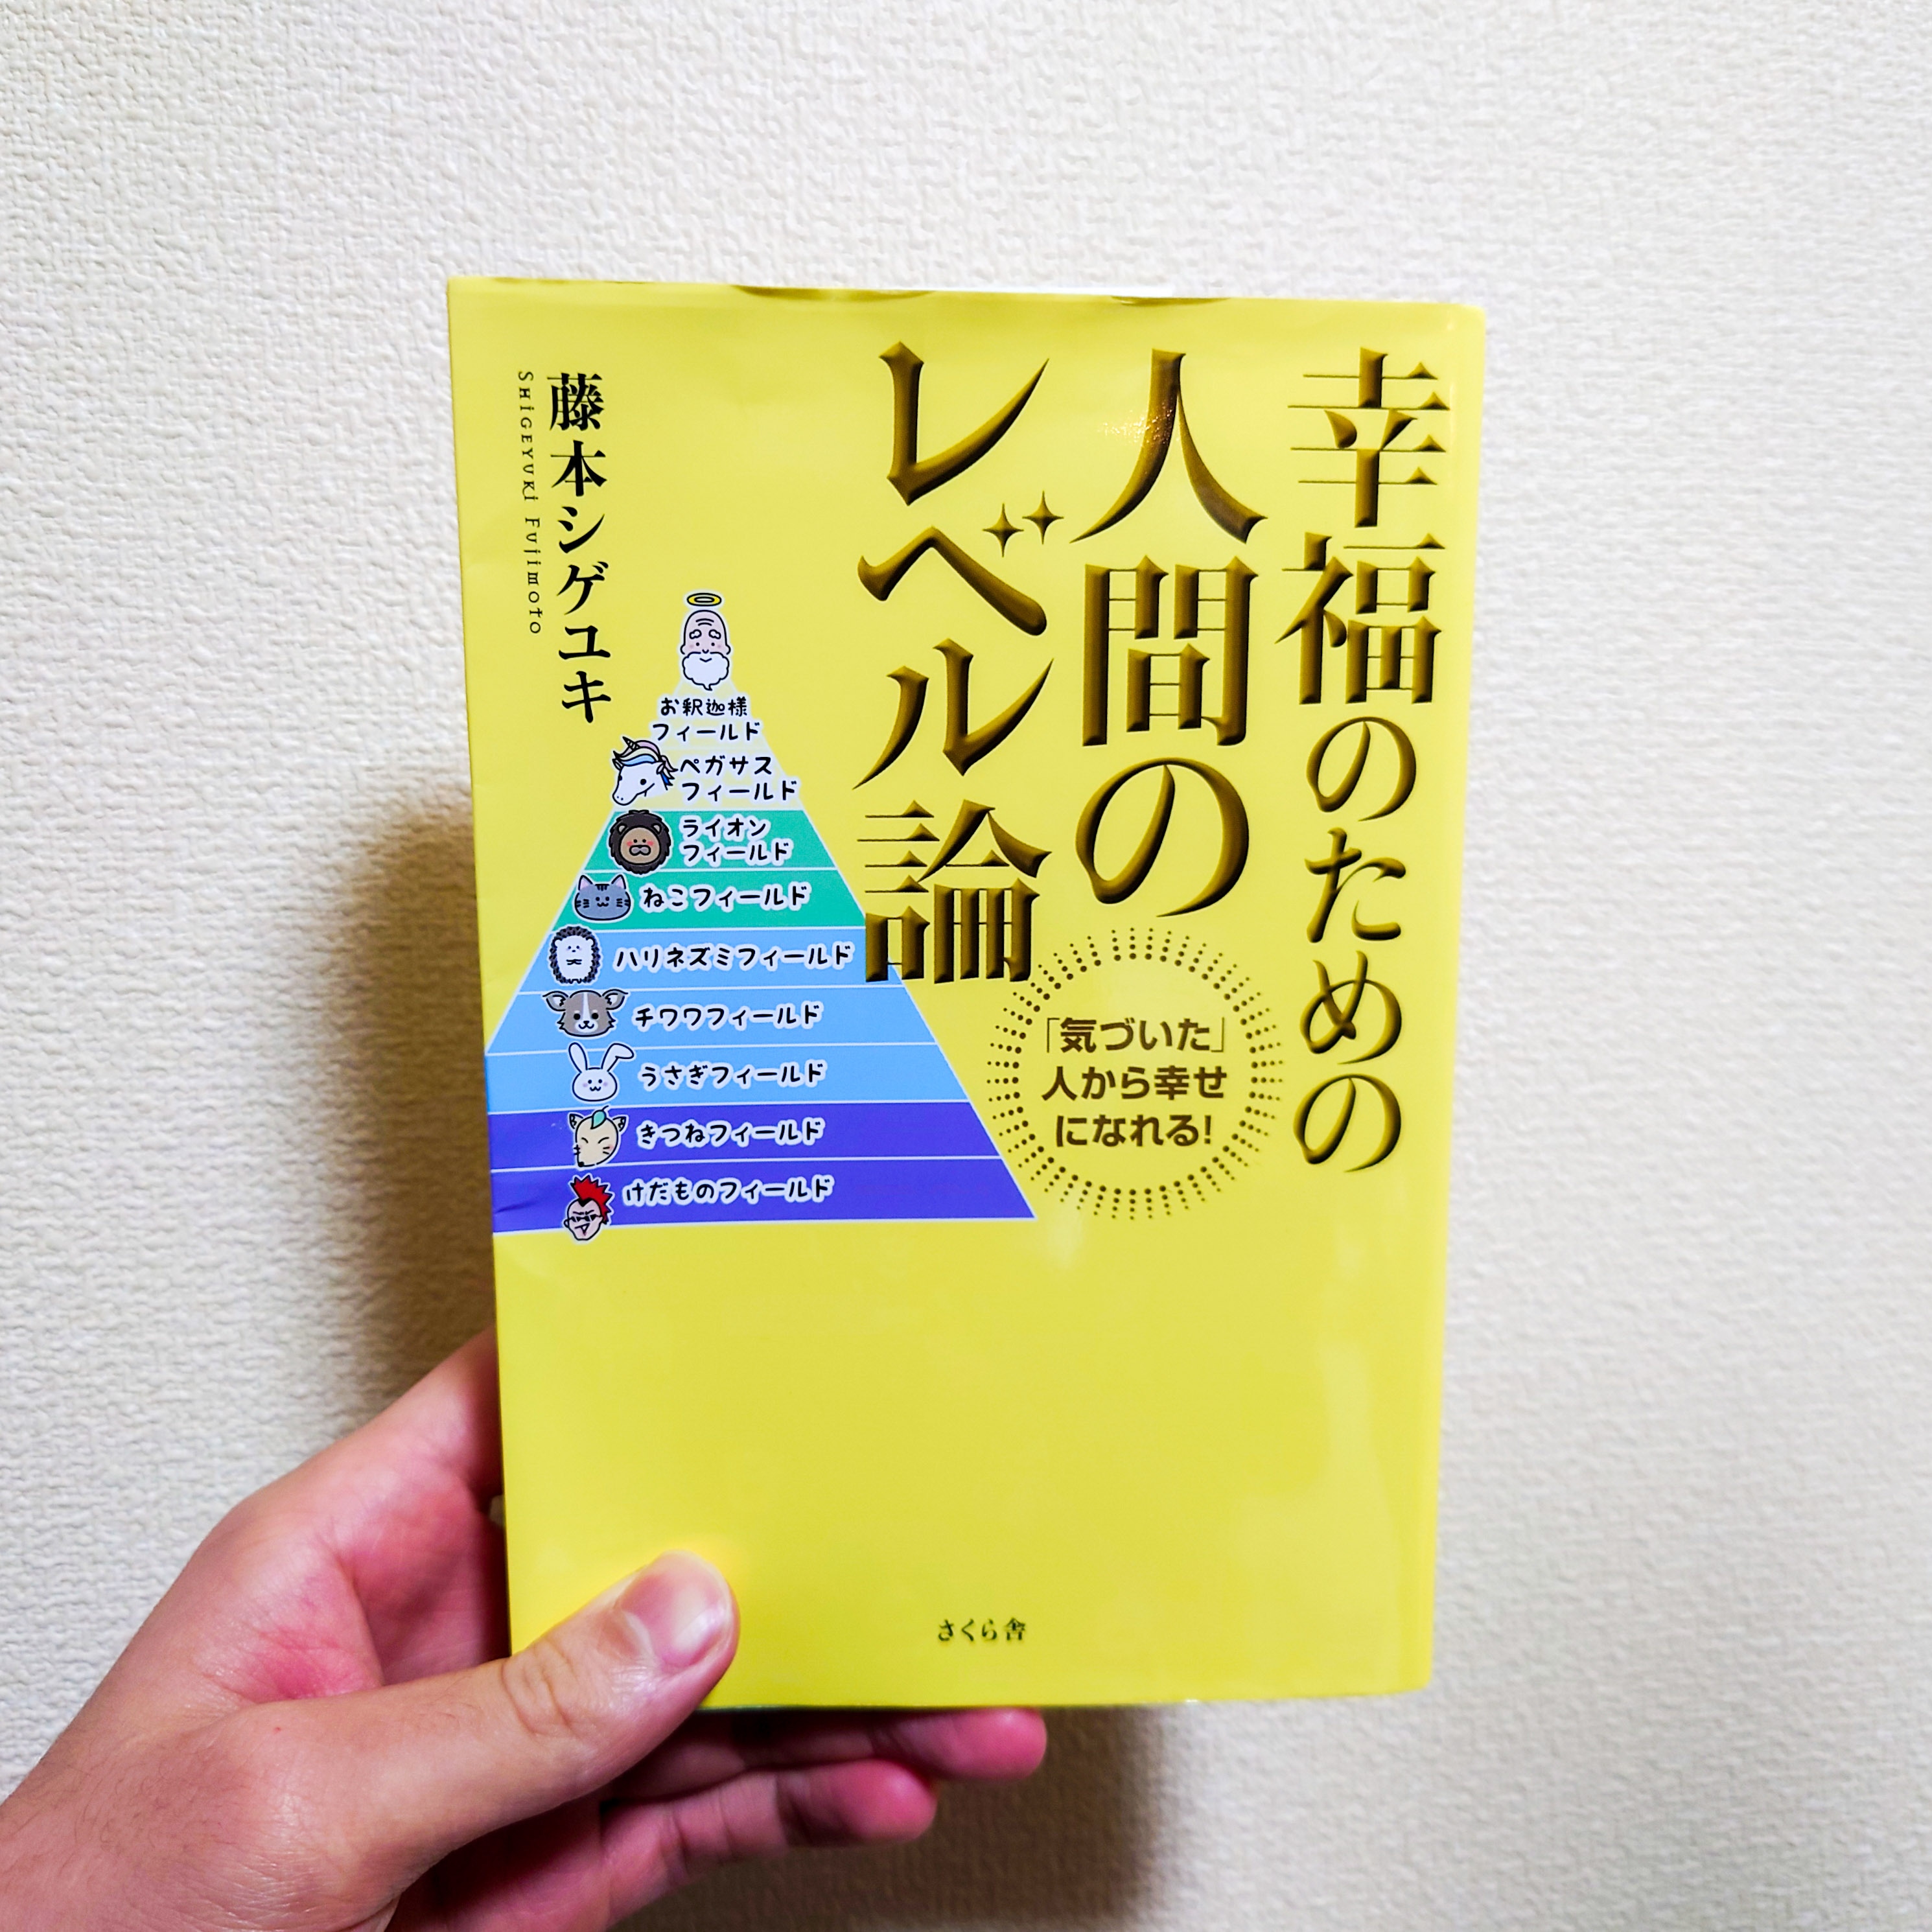 幸福のための
人間の
レベル論
「気づいた」
人から幸せ
になれる!
藤本シゲユキ
SHIGEYUKI FUJIMOTO
お釈迦様
フィールド
ペガサス
フィールド
ライオン
フィールド
ねこフィールド
ハリネズミフィールド
チワワフィールド
うさぎフィールド
きつねフィールド
けだものフィールド
さくら舎